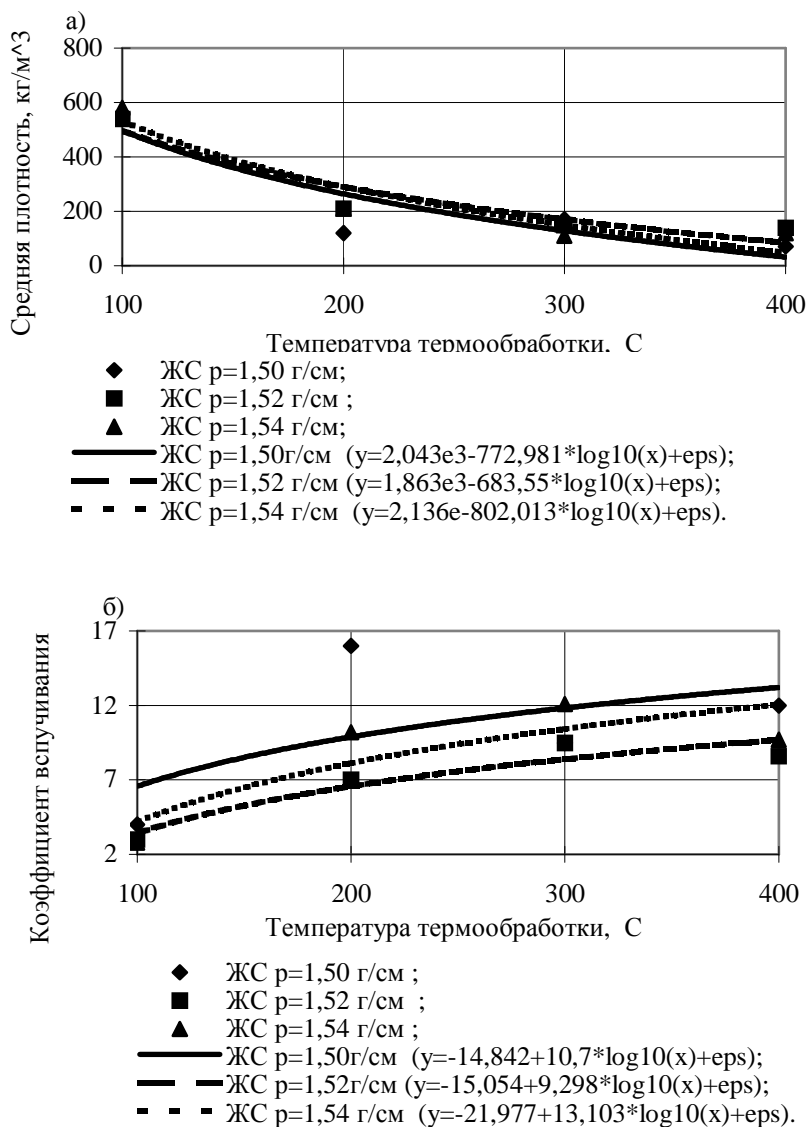 а)
Средняя плотность, кг/м^3
800
600
400
200
0
100 200 300 400
Температура термообработки, С
ЖС р=1,50 г/см;
ЖС р=1,52 г/см ;
ЖС р=1,54 г/см;
ЖС р=1,50г/см (y=2,043e3-772,981*log10(x)+eps);
ЖС р=1,52 г/см (y=1,863e3-683,55*log10(x)+eps);
ЖС р=1,54 г/см (y=2,136e-802,013*log10(x)+eps).
б)
Коэффициент вспучивания
17
12
7
2
100 200 300 400
Температура термообработки, С
ЖС р=1,50 г/см ;
ЖС р=1,52 г/см ;
ЖС р=1,54 г/см ;
ЖС р=1,50г/см (y=-14,842+10,7*log10(x)+eps);
ЖС р=1,52г/см (y=-15,054+9,298*log10(x)+eps);
ЖС р=1,54 г/см (y=-21,977+13,103*log10(x)+eps).